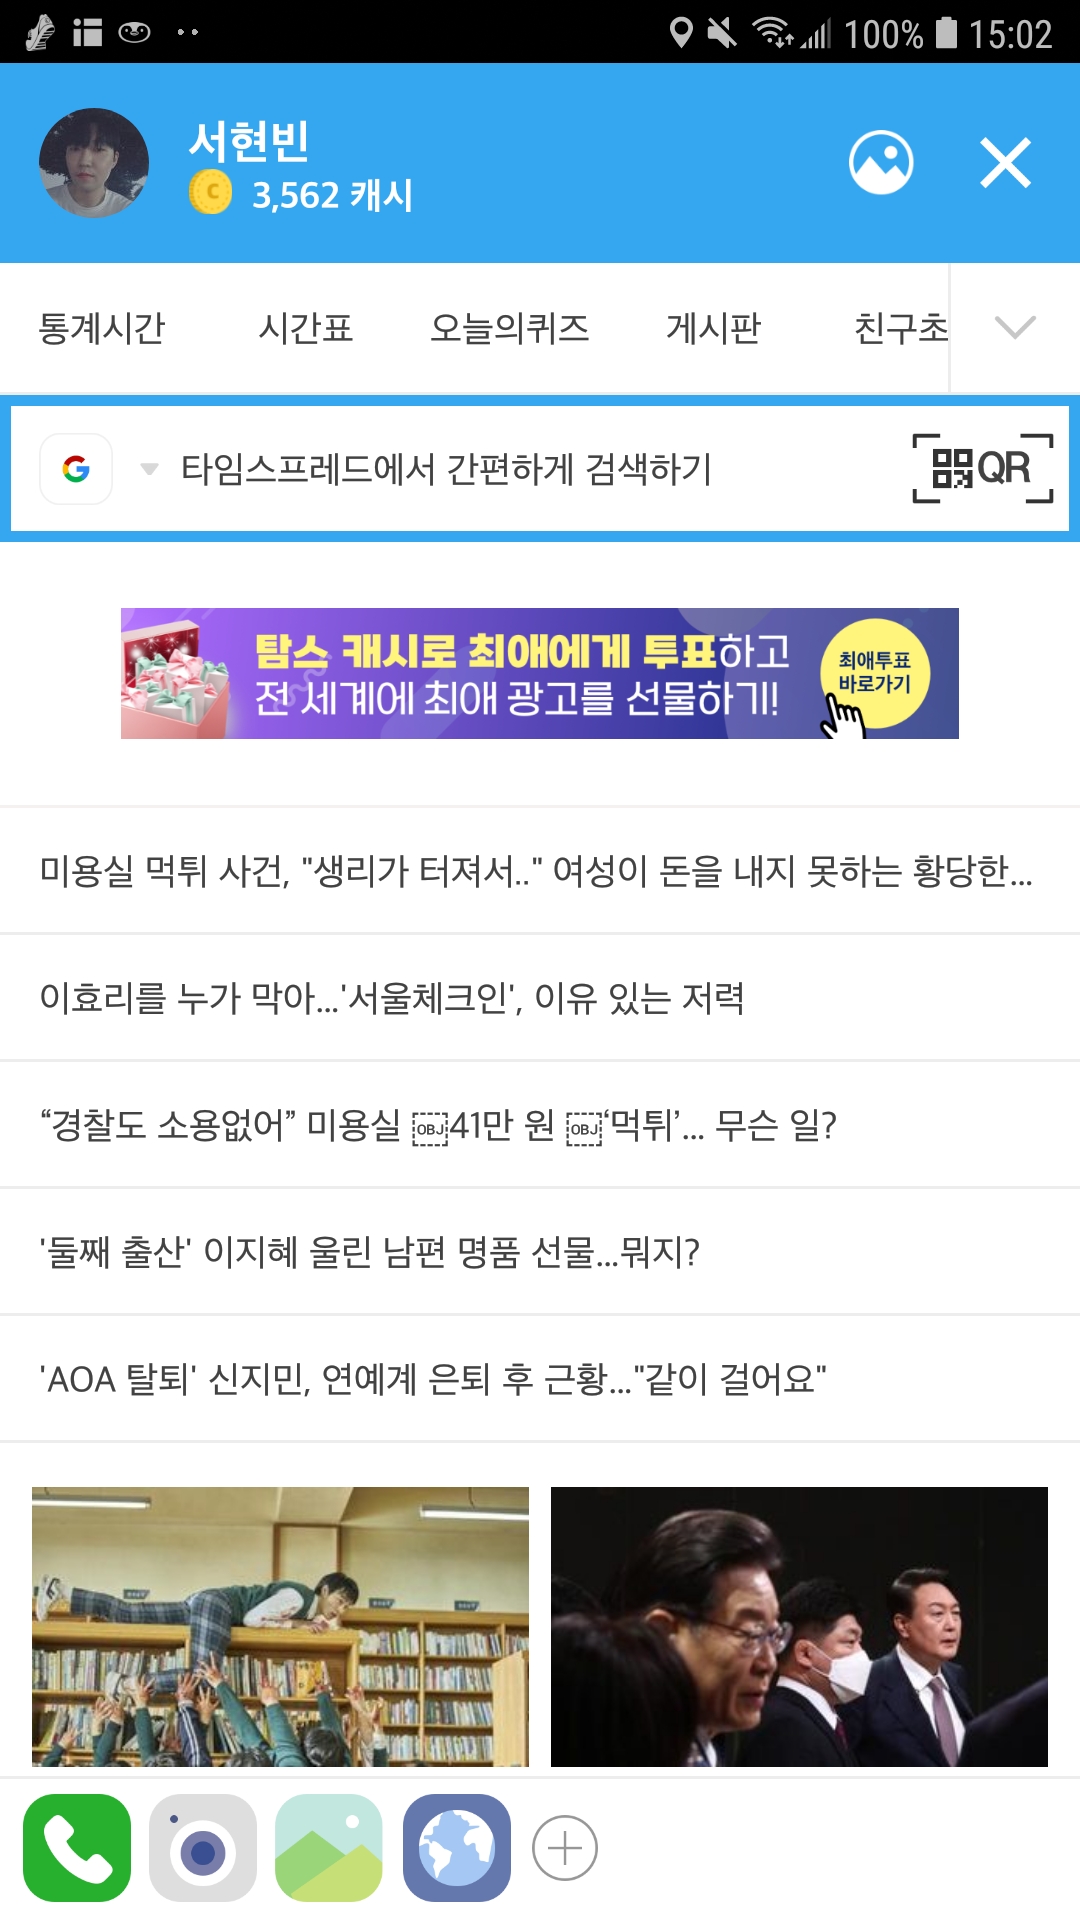 100% 15:02
서현빈
C 3,562 캐시
통계시간 시간표 오늘의퀴즈 게시판 친구초
G 타임스프레드에서 간편하게 검색하기 QR
탐스 캐시로 최애에게 투표하고
전 세계에 최애 광고를 선물하기!
최애투표
바로가기
미용실 먹튀 사건, "생리가 터져서.." 여성이 돈을 내지 못하는 황당한...
이효리를 누가 막아...'서울체크인', 이유 있는 저력
“경찰도 소용없어” 미용실 OBJ41만 원 OBJ‘먹튀’... 무슨 일?
'둘째 출산' 이지혜 울린 남편 명품 선물...뭐지?
'AOA 탈퇴' 신지민, 연예계 은퇴 후 근황..."같이 걸어요"